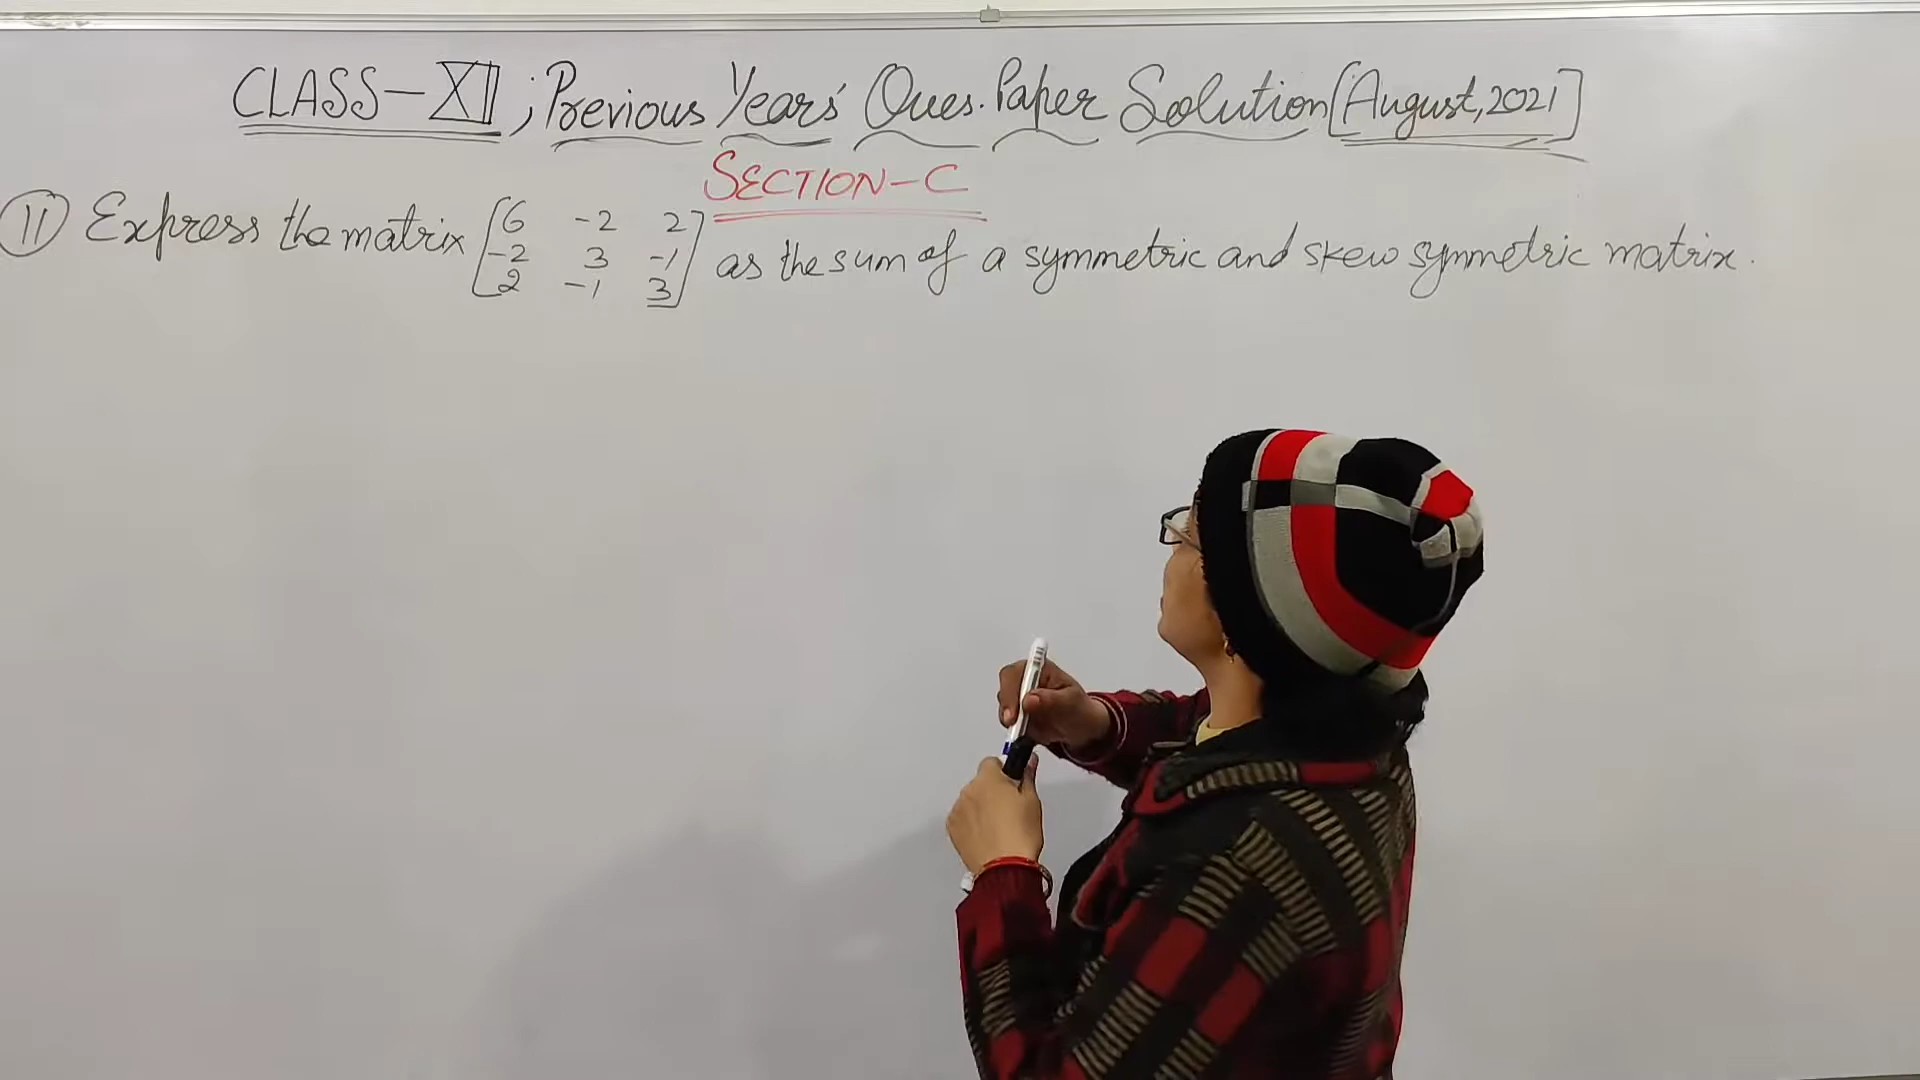 CLASS-XII; Previous Years' Ques. Paper Solution [August, 2021]
SECTION-C
11 Express the matrix [6 -2 2
-2 3 -1
2 -1 3] as the sum of a symmetric and skew symmetric matrix.